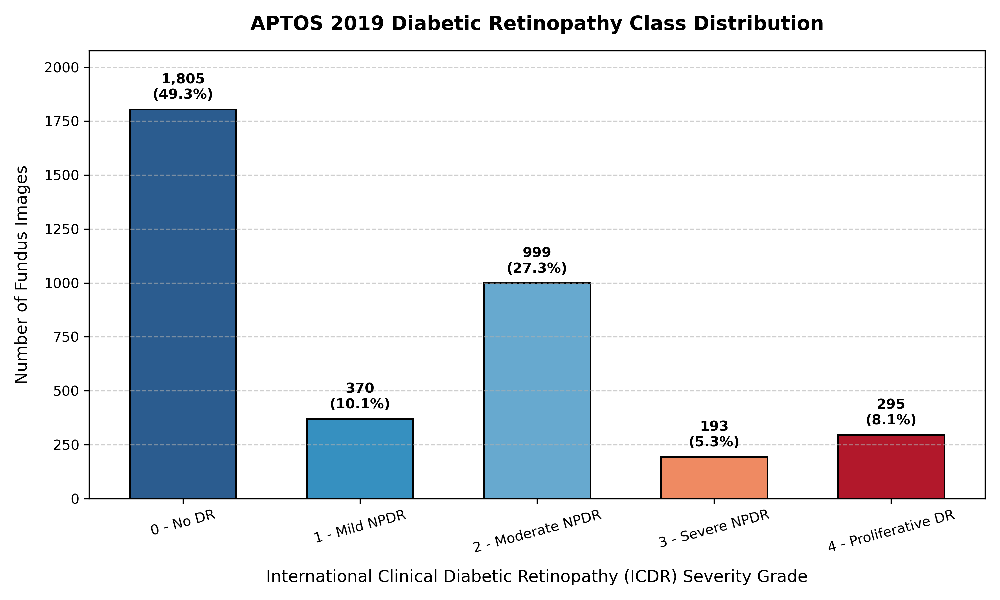 APTOS 2019 Diabetic Retinopathy Class Distribution
Number of Fundus Images
2000
1750
1500
1250
1000
750
500
250
0
1,805
(49.3%)
370
(10.1%)
999
(27.3%)
193
(5.3%)
295
(8.1%)
0 - No DR
1 - Mild NPDR
2 - Moderate NPDR
3 - Severe NPDR
4 - Proliferative DR
International Clinical Diabetic Retinopathy (ICDR) Severity Grade